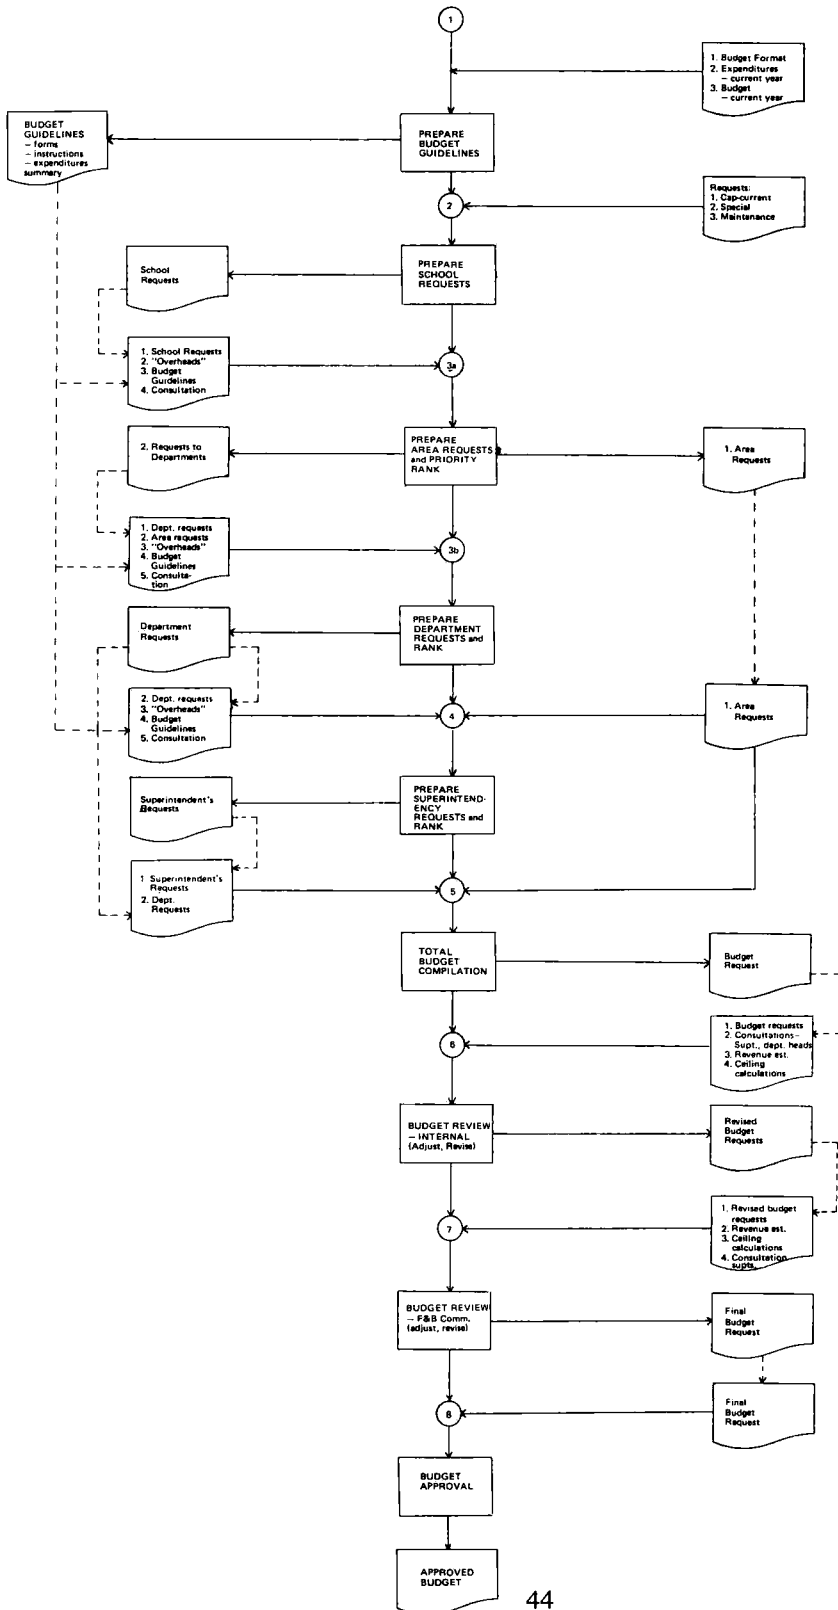 1
1. Budget Format
2. Expenditures
– current year
3. Budget
– current year
BUDGET
GUIDELINES
– forms
– instructions
– expenditures
summary
PREPARE
BUDGET
GUIDELINES
2
Requests:
1. Cap-current
2. Special
3. Maintenance
School
Requests
PREPARE
SCHOOL
REQUESTS
1. School Requests
2. "Overheads"
3. Budget
Guidelines
4. Consultation
3a
2. Requests to
Departments
PREPARE
AREA REQUESTS
and PRIORITY
RANK
1. Area
Requests
1. Dept. requests
2. Area requests
3. "Overheads"
4. Budget
Guidelines
5. Consulta-
tion
3b
Department
Requests
PREPARE
DEPARTMENT
REQUESTS and
RANK
2. Dept. requests
3. "Overheads"
4. Budget
Guidelines
5. Consultation
4
1. Area
Requests
Superintendent's
Requests
PREPARE
SUPERINTEND-
ENCY
REQUESTS and
RANK
1 Superintendent's
Requests
2. Dept.
Requests
5
TOTAL
BUDGET
COMPILATION
Budget
Request
6
1. Budget requests
2. Consultations–
Supt., dept. heads
3. Revenue est.
4. Ceiling
calculations
BUDGET REVIEW
– INTERNAL
(Adjust, Revise)
Revised
Budget
Requests
7
1. Revised budget
requests
2. Revenue est.
3. Ceiling
calculations
4. Consultation
supts.
BUDGET REVIEW
– F&B Comm.
(adjust, revise)
Final
Budget
Request
8
Final
Budget
Request
BUDGET
APPROVAL
APPROVED
BUDGET
44